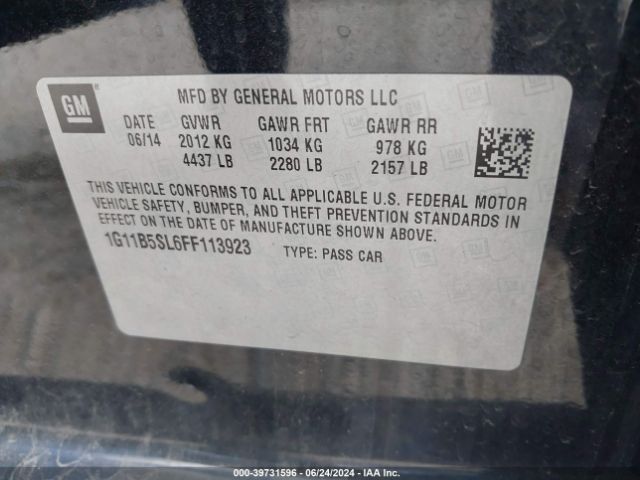 GM
MFD BY GENERAL MOTORS LLC
DATE GVWR GAWR FRT GAWR RR
06/14 2012 KG 1034 KG 978 KG
4437 LB 2280 LB 2157 LB
THIS VEHICLE CONFORMS TO ALL APPLICABLE U.S. FEDERAL MOTOR
VEHICLE SAFETY, BUMPER, AND THEFT PREVENTION STANDARDS IN
EFFECT ON THE DATE OF MANUFACTURE SHOWN ABOVE.
1G11B5SL6FF113923 TYPE: PASS CAR
000-39731596 - 06/24/2024 - IAA Inc.